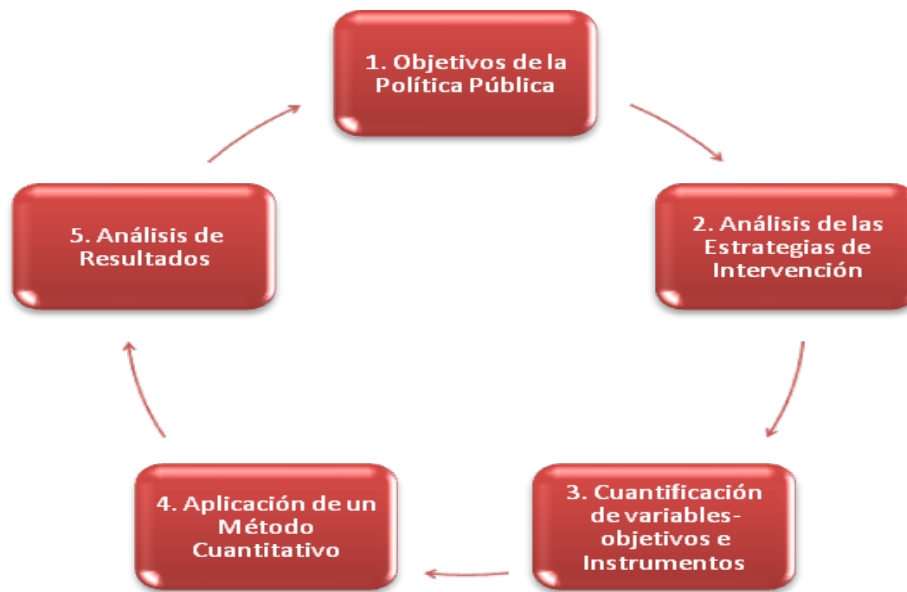 1. Objetivos de la
Política Pública
2. Análisis de las
Estrategias de
Intervención
3. Cuantificación
de variables-
objetivos e
Instrumentos
4. Aplicación de un
Método
Cuantitativo
5. Análisis de
Resultados